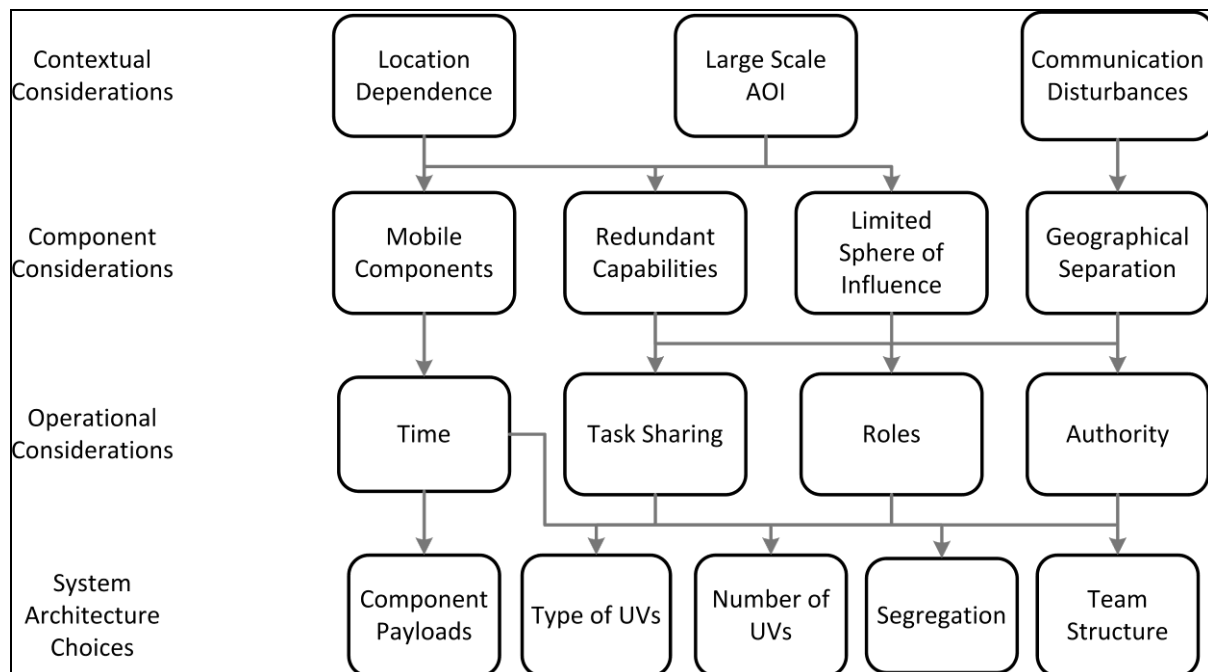 Contextual
Considerations
Location
Dependence
Large Scale
AOI
Communication
Disturbances
Component
Considerations
Mobile
Components
Redundant
Capabilities
Limited
Sphere of
Influence
Geographical
Separation
Operational
Considerations
Time
Task Sharing
Roles
Authority
System
Architecture
Choices
Component
Payloads
Type of UVs
Number of
UVs
Segregation
Team
Structure